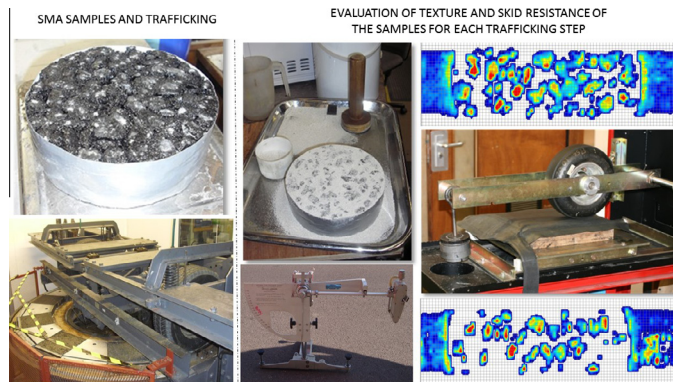 SMA SAMPLES AND TRAFFICKING
EVALUATION OF TEXTURE AND SKID RESISTANCE OF
THE SAMPLES FOR EACH TRAFFICKING STEP